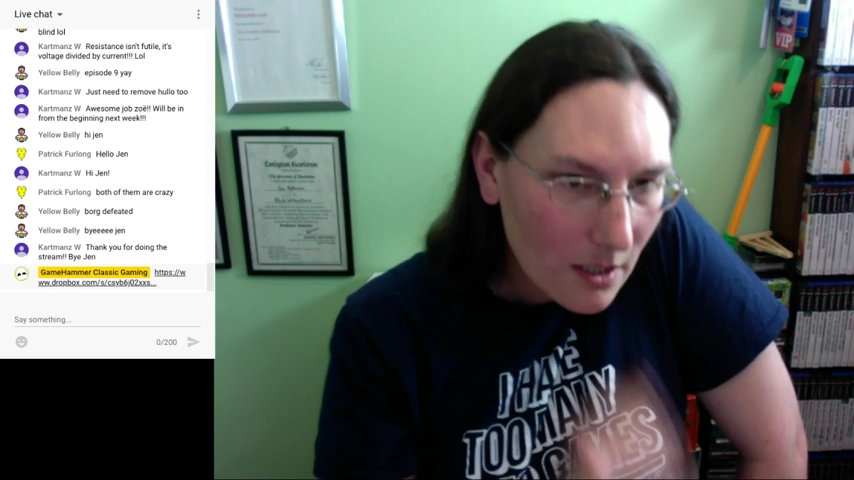 Live chat
blind lol
Kartmanz W Resistance isn't futile, it's
voltage divided by current!!! Lol
Yellow Belly episode 9 yay
Kartmanz W Just need to remove hullo too
Kartmanz W Awesome job zoë!! Will be in
from the beginning next week!!!
Yellow Belly hi jen
Patrick Furlong Hello Jen
Kartmanz W Hi Jen!
Patrick Furlong both of them are crazy
Yellow Belly borg defeated
Yellow Belly byeeeee jen
Kartmanz W Thank you for doing the
stream!! Bye Jen
GameHammer Classic Gaming https://w
ww.dropbox.com/s/csyb6j02xxs...
Say something...
0/200
VIP
I HAVE
TOO MANY
GAMES